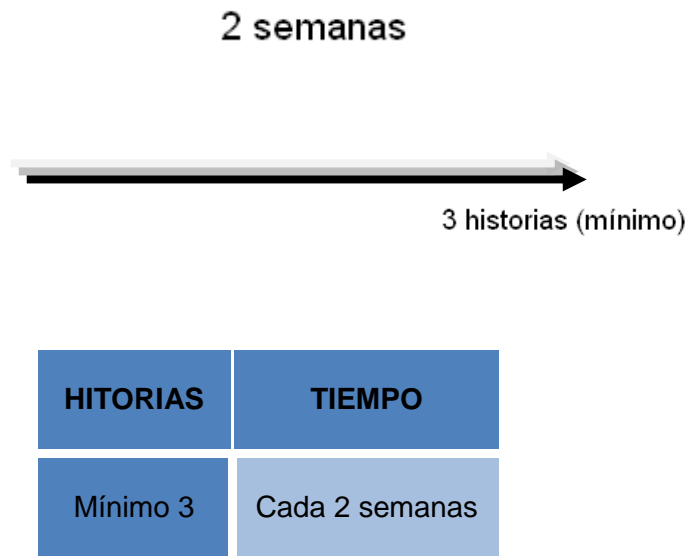 2 semanas
3 historias (mínimo)
HITORIAS TIEMPO
Mínimo 3 Cada 2 semanas